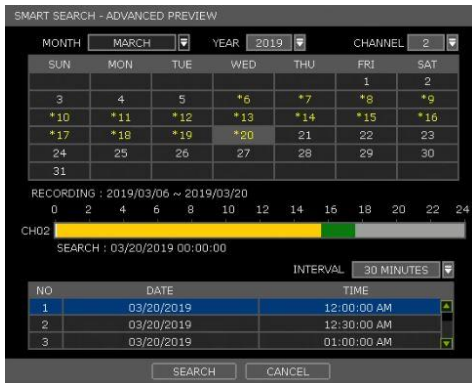 SMART SEARCH - ADVANCED PREVIEW
MONTH MARCH YEAR 2019 CHANNEL 2
SUN MON TUE WED THU FRI SAT
1 2
3 4 5 *6 *7 *8 *9
*10 *11 *12 *13 *14 *15 *16
*17 *18 *19 *20 21 22 23
24 25 26 27 28 29 30
31
RECORDING : 2019/03/06 ~ 2019/03/20
0 2 4 6 8 10 12 14 16 18 20 22 24
CH02
SEARCH : 03/20/2019 00:00:00
INTERVAL 30 MINUTES
NO DATE TIME
1 03/20/2019 12:00:00 AM
2 03/20/2019 12:30:00 AM
3 03/20/2019 01:00:00 AM
SEARCH CANCEL